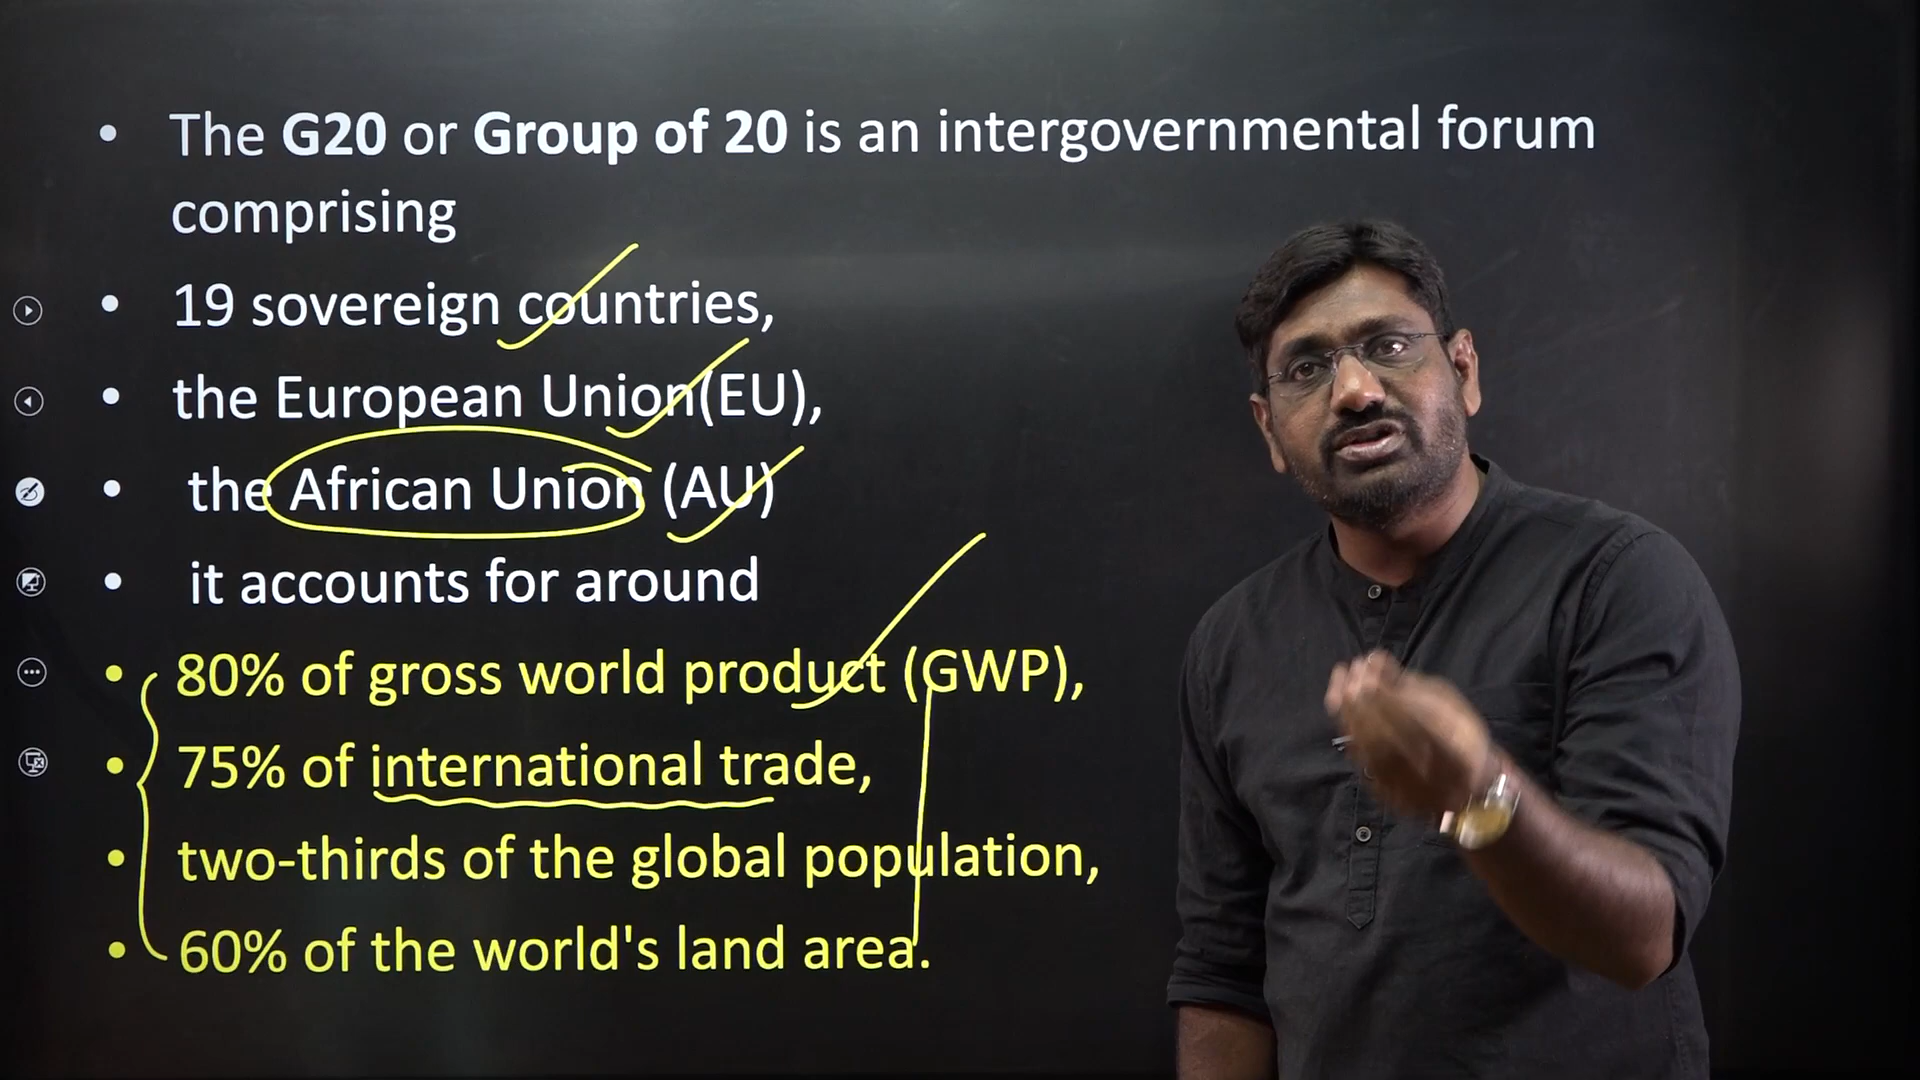 The G20 or Group of 20 is an intergovernmental forum
comprising
19 sovereign countries,
the European Union(EU),
the African Union (AU)
it accounts for around
80% of gross world product (GWP),
75% of international trade,
two-thirds of the global population,
60% of the world's land area.